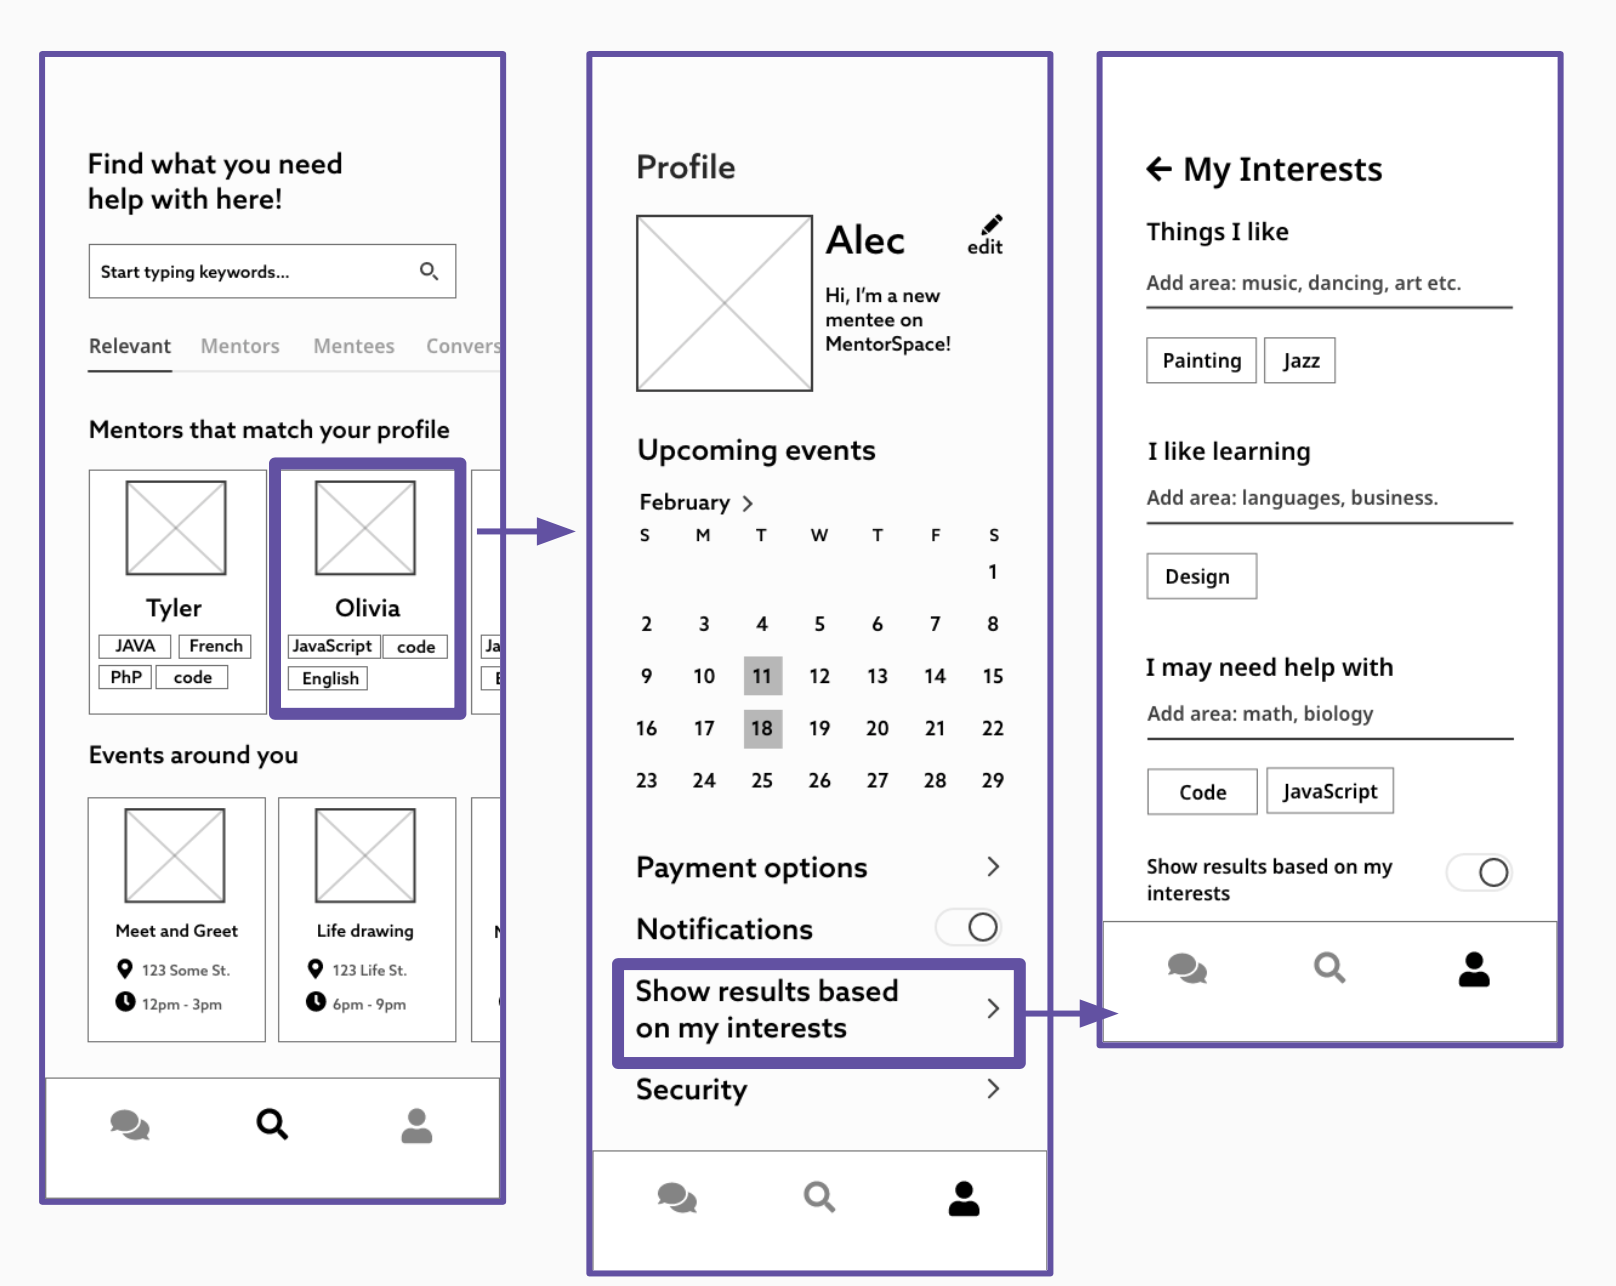 Find what you need
help with here!
Start typing keywords...
Relevant Mentors Mentees Convers
Mentors that match your profile
Tyler
JAVA French
PhP code
Olivia
JavaScript code
English
Ja
E
Events around you
Meet and Greet
123 Some St.
12pm - 3pm
Life drawing
123 Life St.
6pm - 9pm
Profile
Alec
edit
Hi, I'm a new
mentee on
MentorSpace!
Upcoming events
February
S M T W T F S
1
2 3 4 5 6 7 8
9 10 11 12 13 14 15
16 17 18 19 20 21 22
23 24 25 26 27 28 29
Payment options
Notifications
Show results based
on my interests
Security
My Interests
Things I like
Add area: music, dancing, art etc.
Painting Jazz
I like learning
Add area: languages, business.
Design
I may need help with
Add area: math, biology
Code JavaScript
Show results based on my
interests